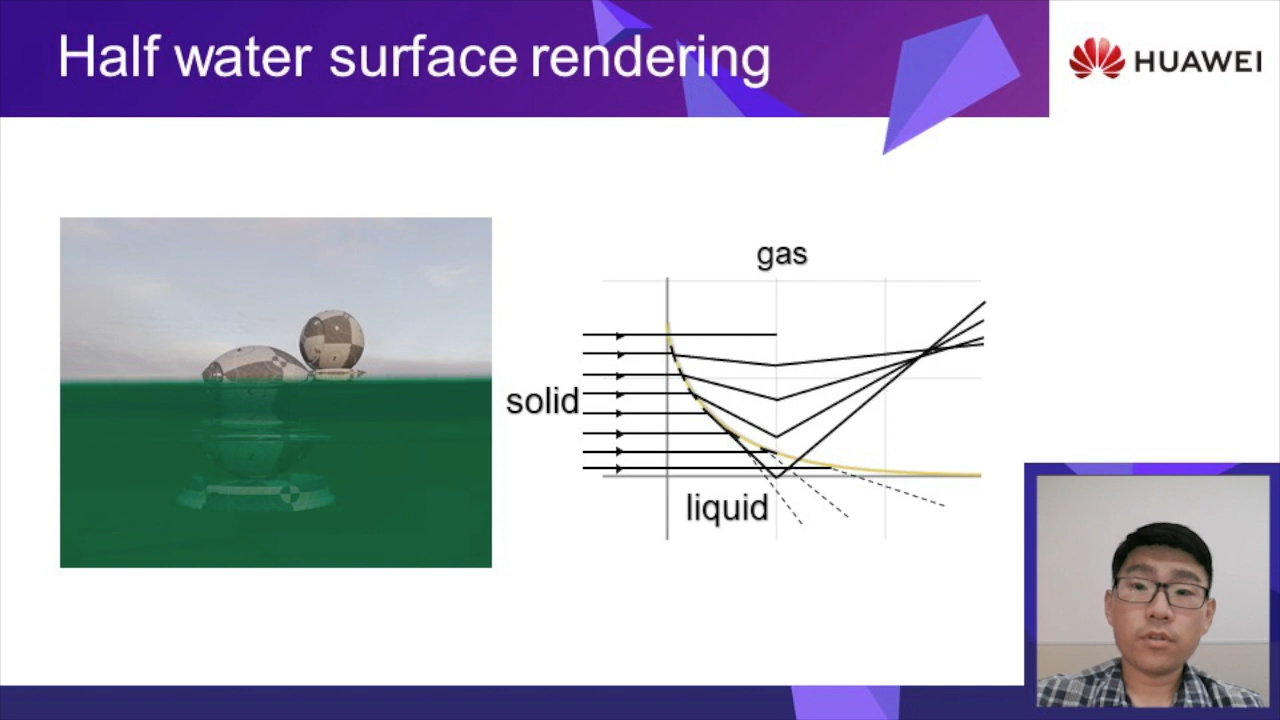 Half water surface rendering
HUAWEI
gas
solid
liquid